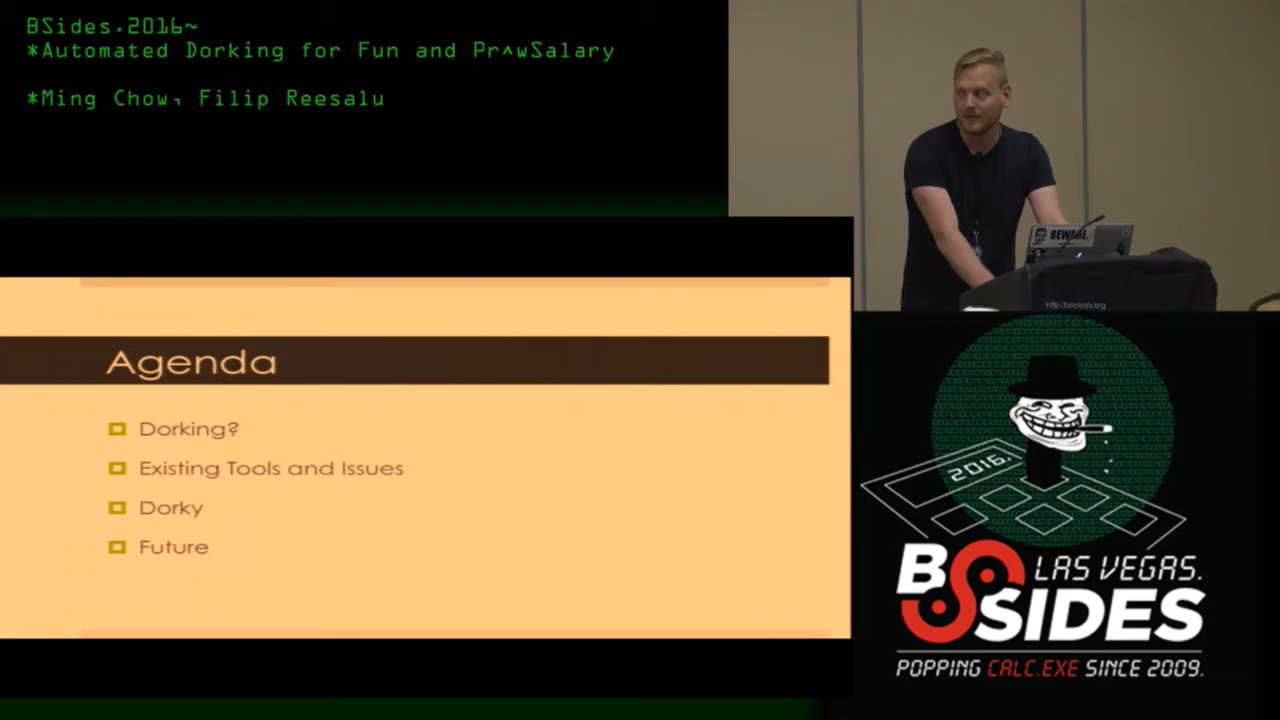 BSides.2016~
*Automated Dorking for Fun and Pr^wSalary
*Ming Chow, Filip Reesalu
BEWARE.
Agenda
Dorking?
Existing Tools and Issues
Dorky
Future
2016.
BSIDES
LAS VEGAS.
POPPING CALC.EXE SINCE 2009.